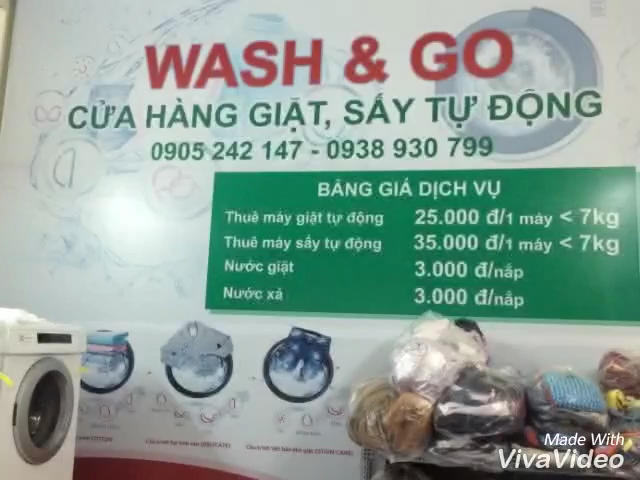 WASH & GO
CỬA HÀNG GIẶT, SẤY TỰ ĐỘNG
0905 242 147 - 0938 930 799
BẢNG GIÁ DỊCH VỤ
Thuê máy giặt tự động 25.000 đ/1 máy < 7kg
Thuê máy sấy tự động 35.000 đ/1 máy < 7kg
Nước giặt 3.000 đ/nắp
Nước xả 3.000 đ/nắp
Made With
VivaVideo